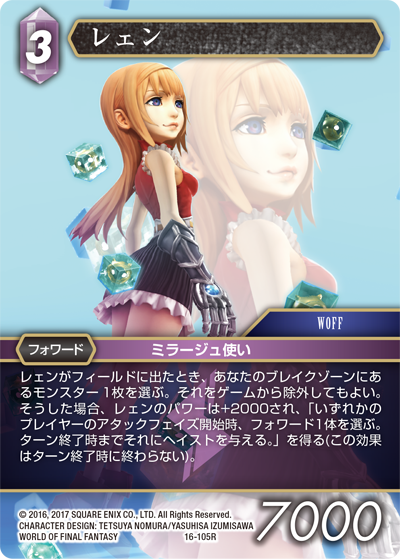 3
レェン
WOFF
フォワード
ミラージュ使い
レェンがフィールドに出たとき、あなたのブレイクゾーンにあ
るモンスター 1枚を選ぶ。それをゲームから除外してもよい。
そうした場合、レェンのパワーは+2000され、「いずれかの
プレイヤーのアタックフェイズ開始時、フォワード1体を選ぶ。
ターン終了時までそれにヘイストを与える。」を得る(この効果
はターン終了時に終わらない)。
© 2016, 2017 SQUARE ENIX CO., LTD. All Rights Reserved.
CHARACTER DESIGN: TETSUYA NOMURA/YASUHISA IZUMISAWA
WORLD OF FINAL FANTASY
16-105R
7000